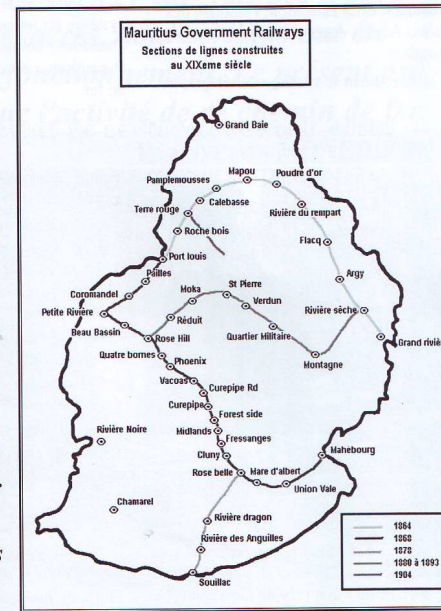 Mauritius Government Railways
Sections de lignes construites
au XIXeme siècle
Grand Baie
Mapou
Poudre d'or
Pamplemousses
Calebasse
Terre rouge
Rivière du rempart
Roche bois
Flacq
Port louis
Pailles
Argy
Moka
St Pierre
Coromandel
Verdun
Rivière sèche
Petite Rivière
Réduit
Beau Bassin
Rose Hill
Quartier Militaire
Grand riviè
Quatre bornes
Phoenix
Montagne
Vacoas
Curepipe Rd
Curepipe
Forest side
Rivière Noire
Midlands
Fressanges
Cluny
Mahebourg
Rose belle
Mare d'albert
Union Vale
Chamarel
Rivière dragon
Rivière des Anguilles
Souillac
1864
1868
1878
1880 à 1893
1904